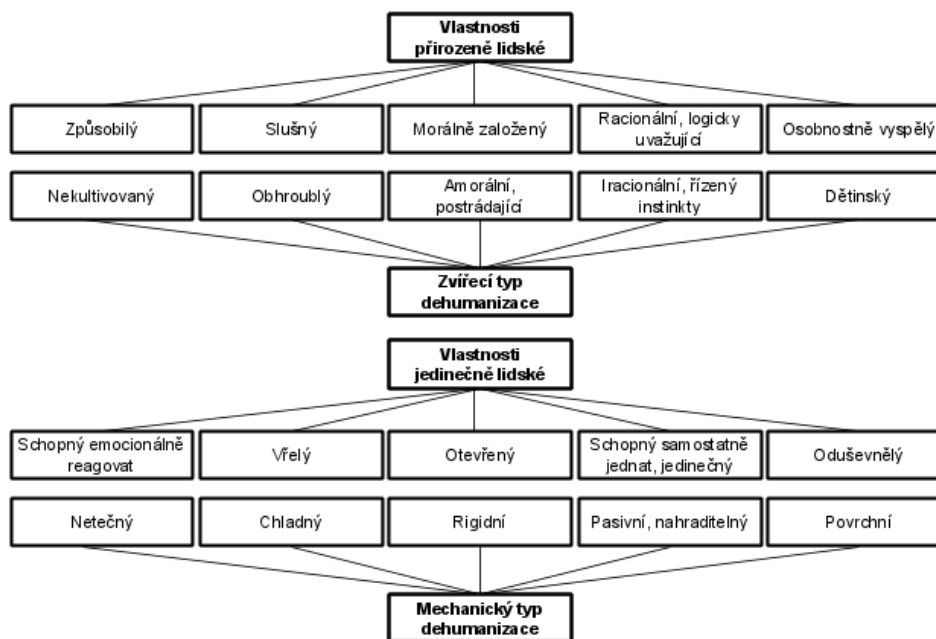 Vlastnosti
přirozeně lidské
Způsobilý
Slušný
Morálně založený
Racionální, logicky
uvažující
Osobnostně vyspělý
Nekultivovaný
Obhroublý
Amorální,
postrádající
Iracionální, řízený
instinkty
Dětinský
Zvířecí typ
dehumanizace
Vlastnosti
jedinečně lidské
Schopný emocionálně
reagovat
Vřelý
Otevřený
Schopný samostatně
jednat, jedinečný
Oduševnělý
Netečný
Chladný
Rigidní
Pasivní, nahraditelný
Povrchní
Mechanický typ
dehumanizace